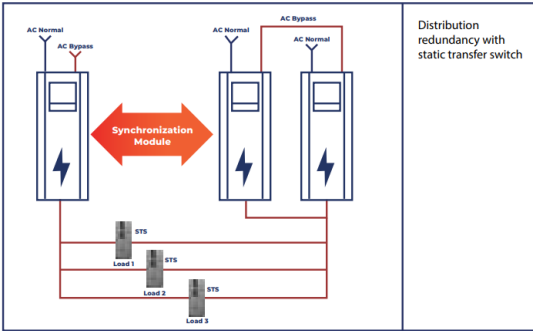 AC Normal
AC Bypass
AC Normal
AC Bypass
AC Normal
Synchronization
Module
STS
Load 1
STS
Load 2
STS
Load 3
Distribution
redundancy with
static transfer switch